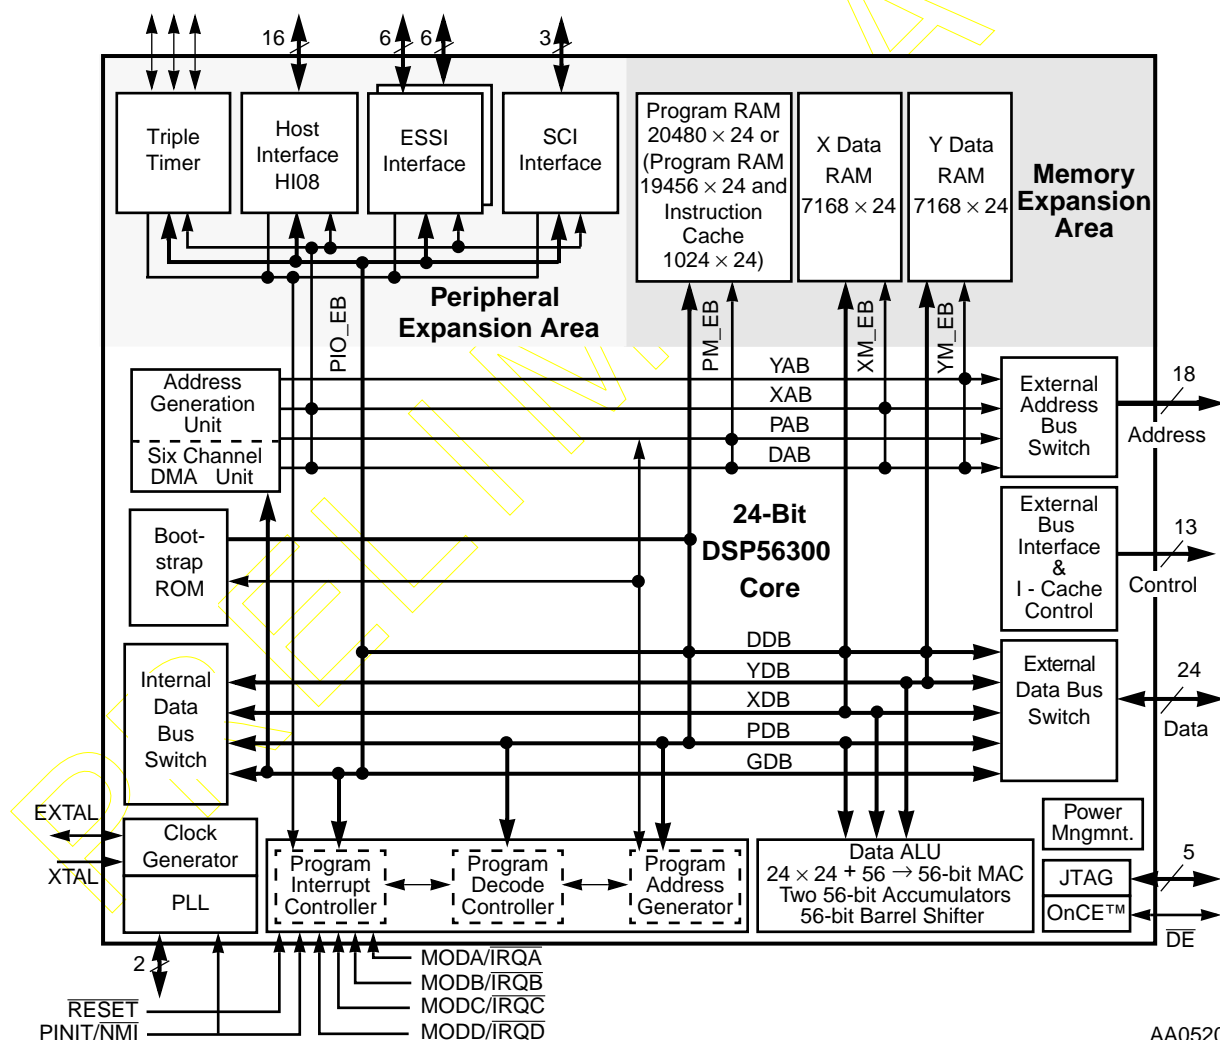 16
6
6
3
Triple
Timer
Host
Interface
HI08
ESSI
Interface
SCI
Interface
Program RAM
20480 × 24 or
(Program RAM
19456 × 24 and
Instruction
Cache
1024 × 24)
X Data
RAM
7168 × 24
Y Data
RAM
7168 × 24
Memory
Expansion
Area
Peripheral
Expansion Area
PIO_EB
PM_EB
XM_EB
YM_EB
Address
Generation
Unit
Six Channel
DMA Unit
YAB
XAB
PAB
DAB
External
Address
Bus
Switch
18
Address
Boot-
strap
ROM
24-Bit
DSP56300
Core
External
Bus
Interface
&
I - Cache
Control
13
Control
Internal
Data
Bus
Switch
DDB
YDB
XDB
PDB
GDB
External
Data Bus
Switch
24
Data
EXTAL
XTAL
Clock
Generator
PLL
Program
Interrupt
Controller
Program
Decode
Controller
Program
Address
Generator
Data ALU
24 × 24 + 56 → 56-bit MAC
Two 56-bit Accumulators
56-bit Barrel Shifter
Power
Mngmnt.
JTAG
OnCE™
5
DE
2
RESET
PINIT/NMI
MODA/IRQA
MODB/IRQB
MODC/IRQC
MODD/IRQD
AA0520
PRELIMINA